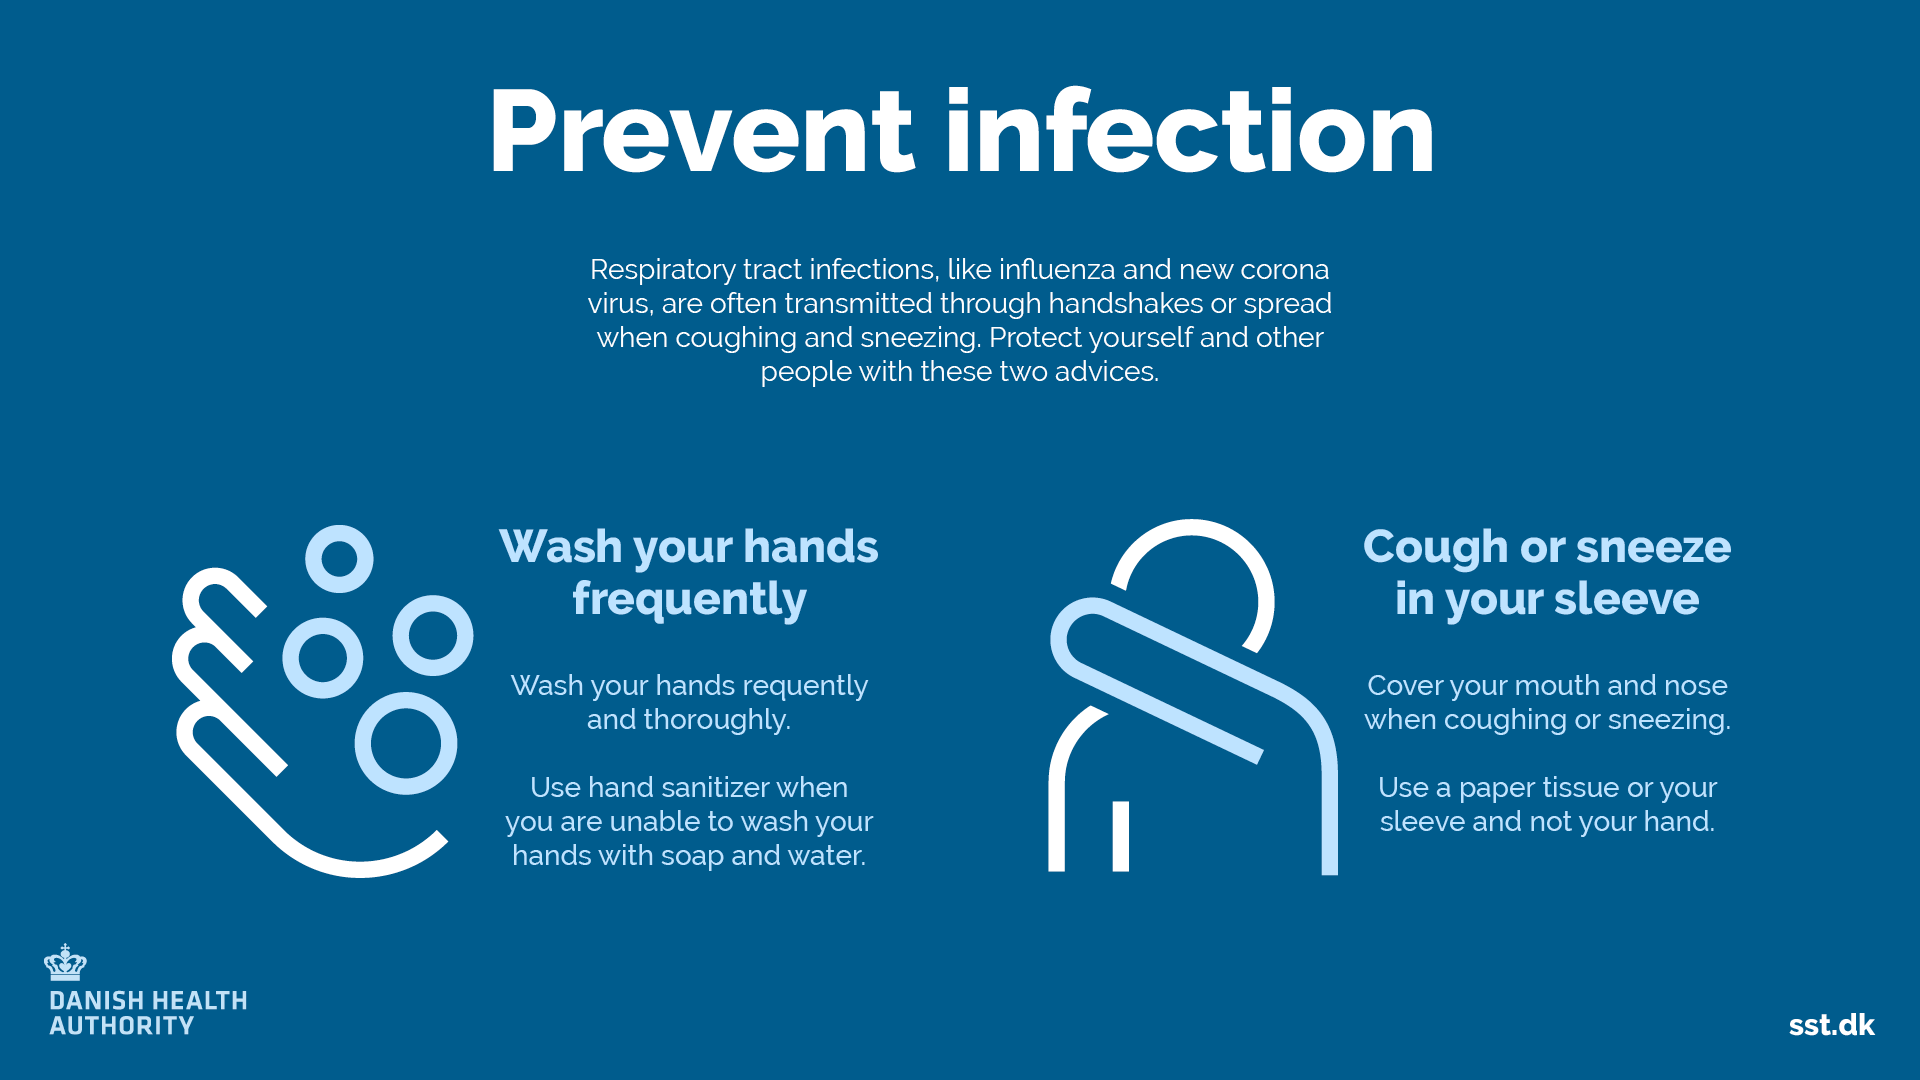 Prevent infection
Respiratory tract infections, like influenza and new corona
virus, are often transmitted through handshakes or spread
when coughing and sneezing. Protect yourself and other
people with these two advices.
Wash your hands
frequently
Wash your hands requently
and thoroughly.
Use hand sanitizer when
you are unable to wash your
hands with soap and water.
Cough or sneeze
in your sleeve
Cover your mouth and nose
when coughing or sneezing.
Use a paper tissue or your
sleeve and not your hand.
DANISH HEALTH
AUTHORITY
sst.dk